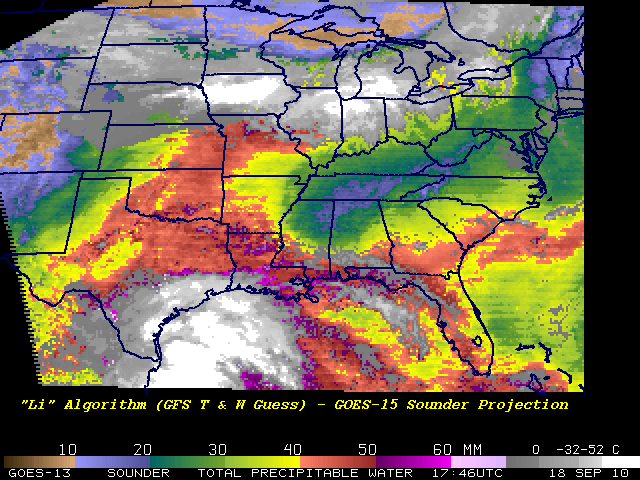 "Li" Algorithm (GFS T & W Guess) - GOES-15 Sounder Projection
10 20 30 40 50 60 MM 0 -32-52 C
GOES-13 SOUNDER TOTAL PRECIPITABLE WATER 17:46UTC 18 SEP 10